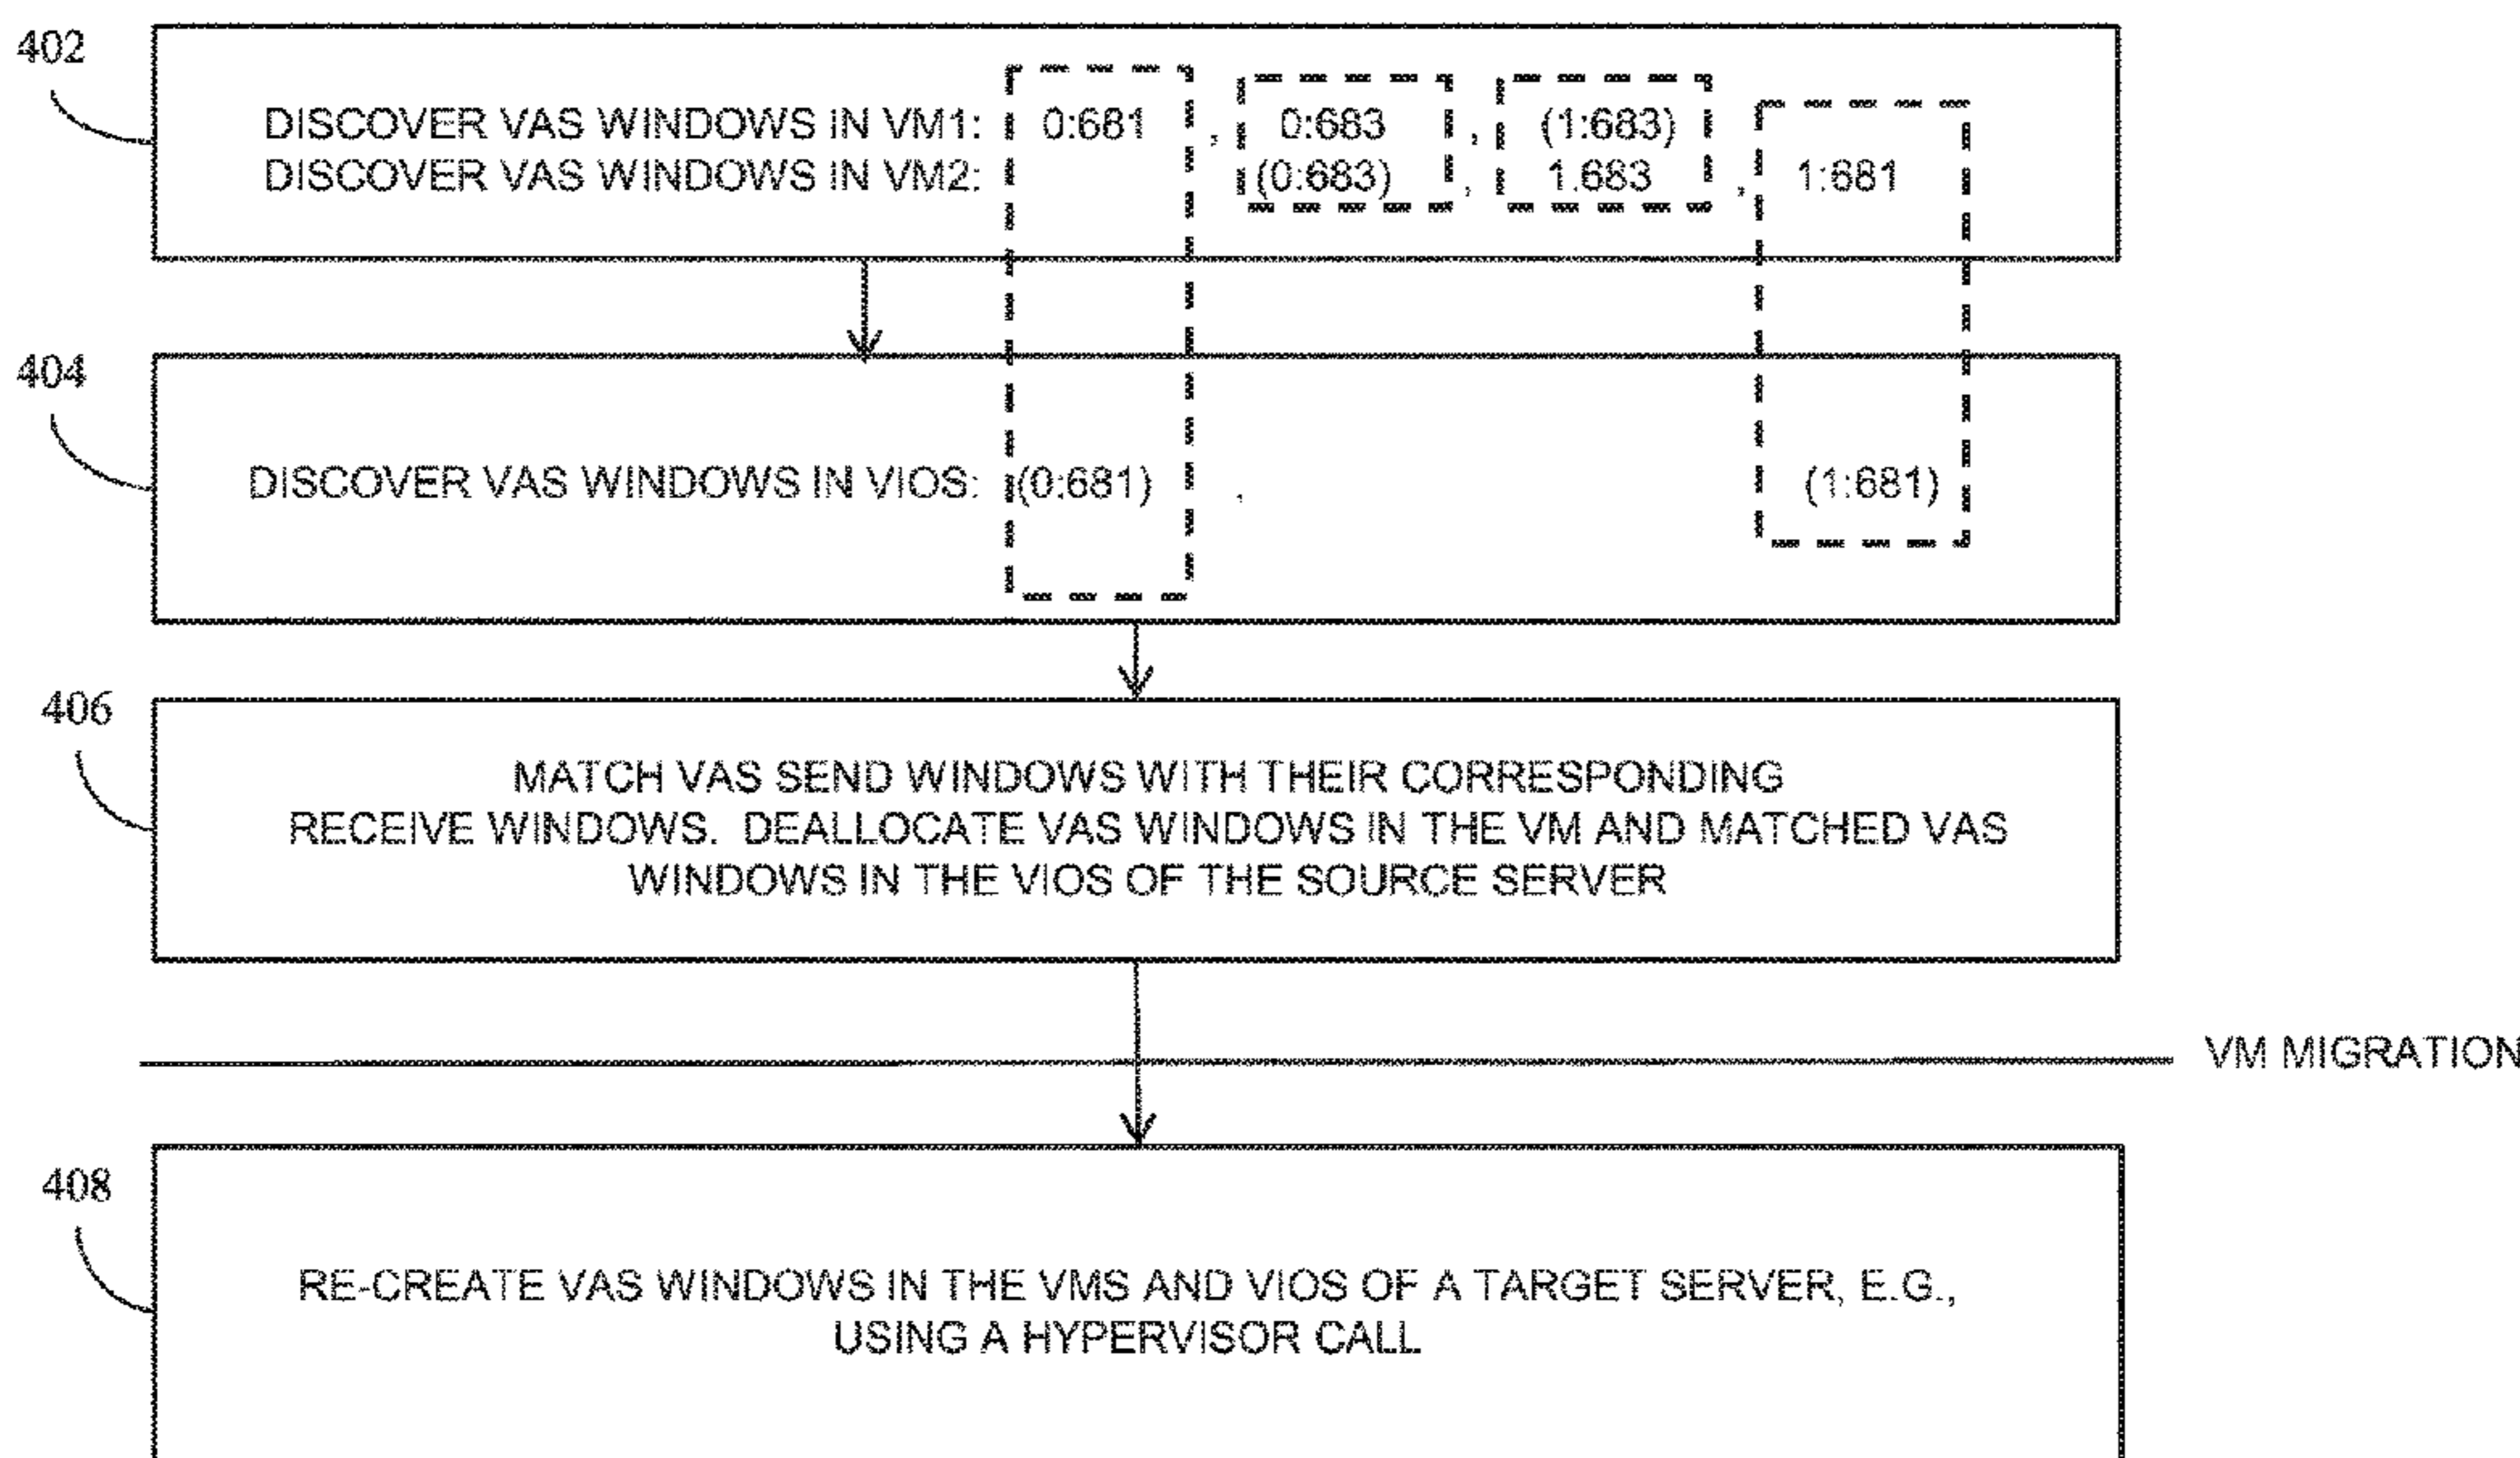 402
DISCOVER VAS WINDOWS IN VM1: 0:681 , 0:683 , (1:683)
DISCOVER VAS WINDOWS IN VM2: (0:683) , 1.683 , 1:681
404
DISCOVER VAS WINDOWS IN VIOS: (0:681) , (1:681)
406
MATCH VAS SEND WINDOWS WITH THEIR CORRESPONDING
RECEIVE WINDOWS. DEALLOCATE VAS WINDOWS IN THE VM AND MATCHED VAS
WINDOWS IN THE VIOS OF THE SOURCE SERVER
VM MIGRATION
408
RE-CREATE VAS WINDOWS IN THE VMS AND VIOS OF A TARGET SERVER, E.G.,
USING A HYPERVISOR CALL